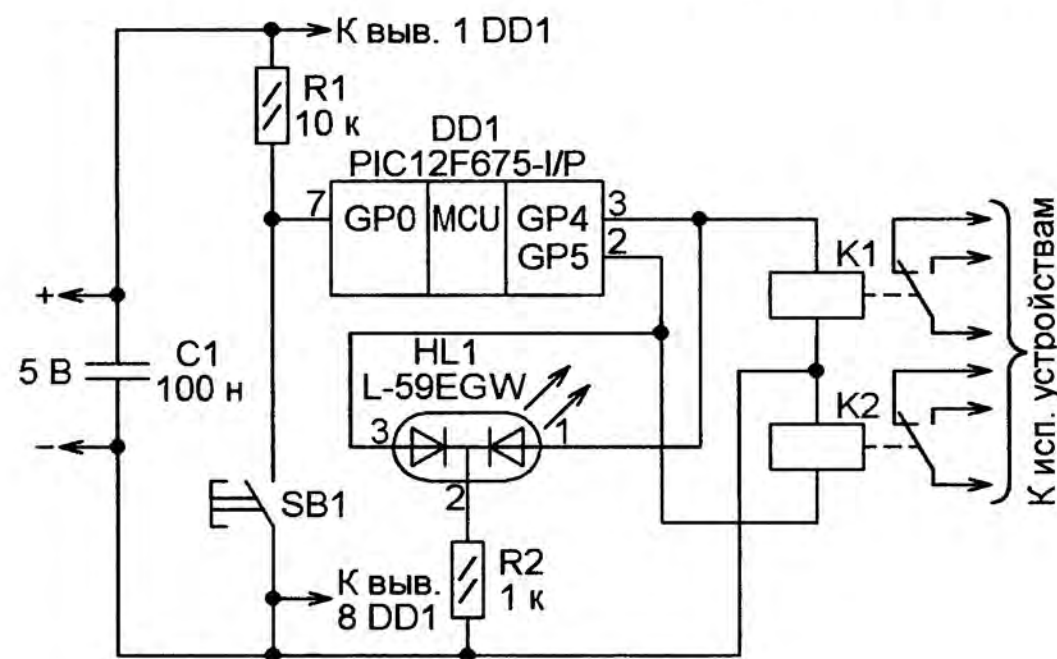 К выв. 1 DD1
R1
10 к
DD1
PIC12F675-I/P
7
GP0
MCU
GP4
GP5
3
2
K1
+
5 В
C1
100 н
–
HL1
L-59EGW
3
1
2
K2
SB1
R2
1 к
К выв.
8 DD1
К исп. устройствам